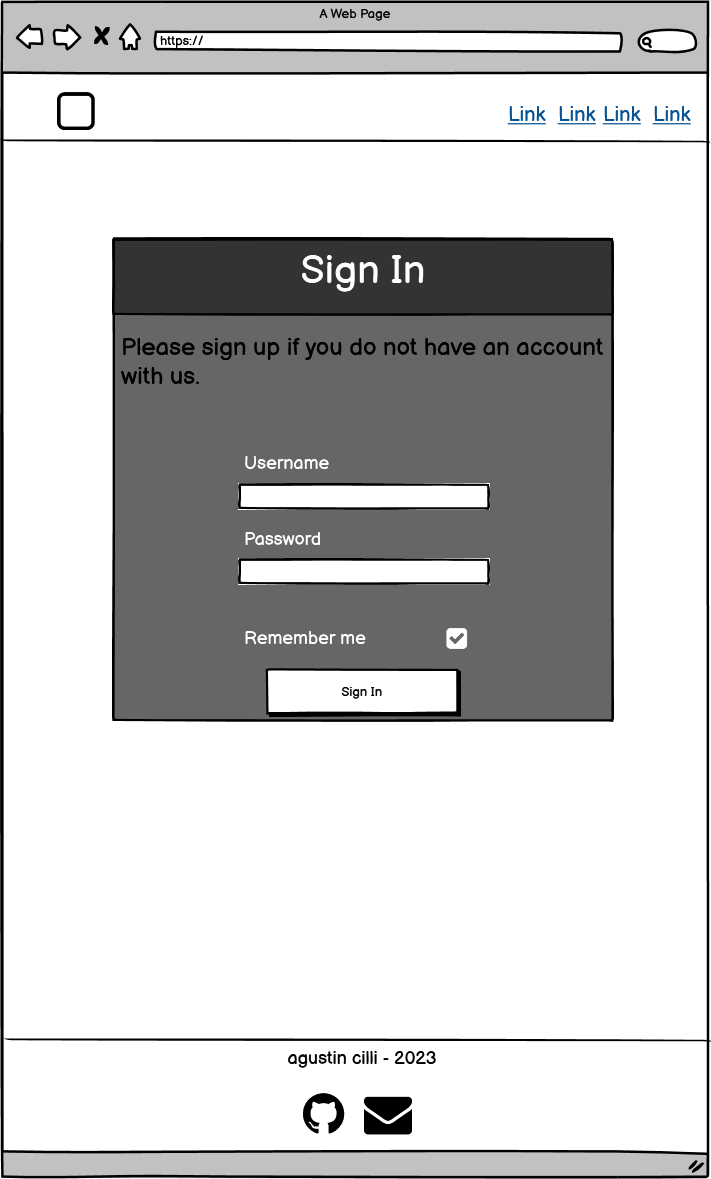 A Web Page
https://
Link Link Link Link
Sign In
Please sign up if you do not have an account
with us.
Username
Password
Remember me
Sign In
agustin cilli - 2023